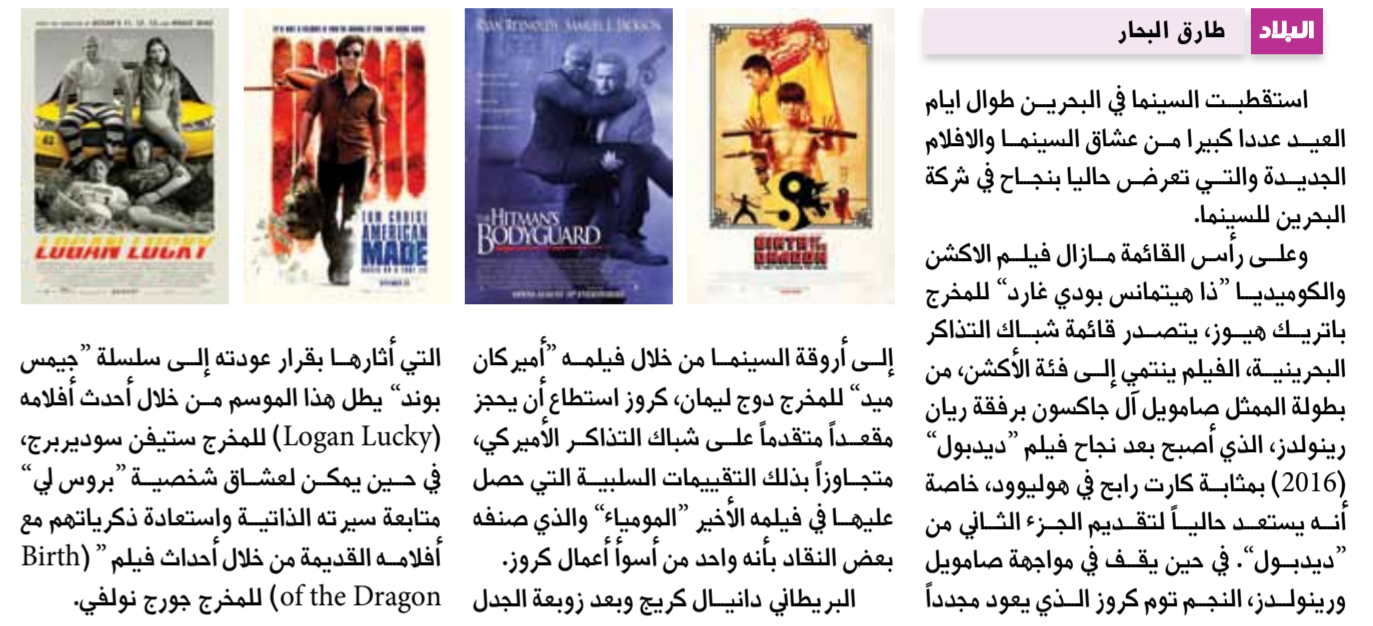 البلاد
طارق البحار
استقطبت السينما في البحرين طوال ايام
العيد عددا كبيرا من عشاق السينما والافلام
الجديدة والتي تعرض حاليا بنجاح في شركة
البحرين للسينما.
وعلى رأس القائمة مازال فيلم الاكشن
والكوميديا ”ذا هيتمانس بودي غارد“ للمخرج
باتريك هيوز، يتصدر قائمة شباك التذاكر
البحرينية، الفيلم ينتمي إلى فئة الأكشن، من
بطولة الممثل صامويل آل جاكسون برفقة ريان
رينولدز، الذي أصبح بعد نجاح فيلم ”ديدبول“
(2016) بمثابة كارت رابح في هوليوود، خاصة
أنه يستعد حالياً لتقديم الجزء الثاني من
”ديدبول“. في حين يقف في مواجهة صامويل
ورينولدز، النجم توم كروز الذي يعود مجدداً
RYAN REYNOLDS SAMUEL L. JACKSON
THE HITMAN'S
BODYGUARD
BIRTH OF THE
DRAGON
TOM CRUISE
AMERICAN
MADE
LOGAN LUCKY
إلى أروقة السينما من خلال فيلمه ”أميركان
ميد“ للمخرج دوج ليمان، كروز استطاع أن يحجز
مقعداً متقدماً على شباك التذاكر الأميركي،
متجاوزاً بذلك التقييمات السلبية التي حصل
عليها في فيلمه الأخير ”المومياء“ والذي صنفه
بعض النقاد بأنه واحد من أسوأ أعمال كروز.
البريطاني دانيال كريج وبعد زوبعة الجدل
التي أثارها بقرار عودته إلى سلسلة ”جيمس
بوند“ يطل هذا الموسم من خلال أحدث أفلامه
(Logan Lucky) للمخرج ستيفن سوديربرج،
في حين يمكن لعشاق شخصية ”بروس لي“
متابعة سيرته الذاتية واستعادة ذكرياتهم مع
أفلامه القديمة من خلال أحداث فيلم ” (Birth
of the Dragon) للمخرج جورج نولفي.